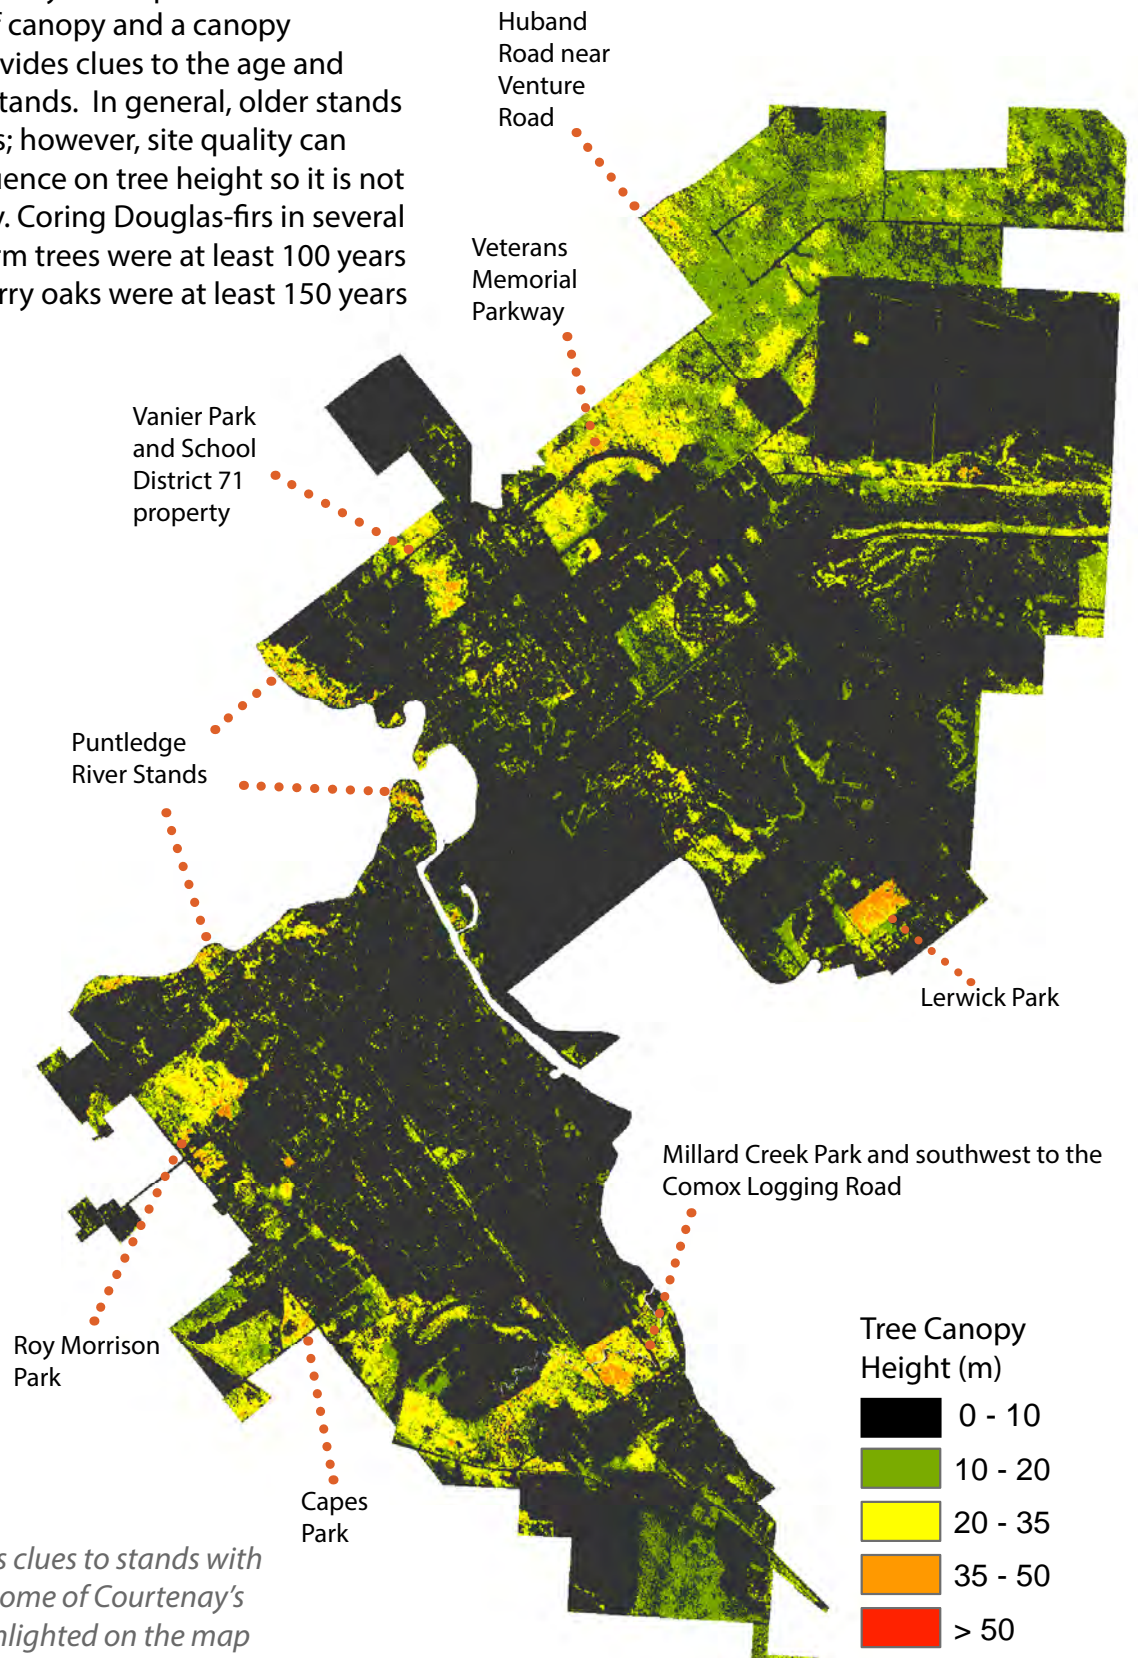 f canopy and a canopy
vides clues to the age and
tands. In general, older stands
s; however, site quality can
uence on tree height so it is not
y. Coring Douglas-firs in several
rm trees were at least 100 years
rry oaks were at least 150 years
Huband
Road near
Venture
Road
Veterans
Memorial
Parkway
Vanier Park
and School
District 71
property
Puntledge
River Stands
Lerwick Park
Millard Creek Park and southwest to the
Comox Logging Road
Roy Morrison
Park
Capes
Park
Tree Canopy
Height (m)
0 - 10
10 - 20
20 - 35
35 - 50
> 50
s clues to stands with
ome of Courtenay's
hlighted on the map